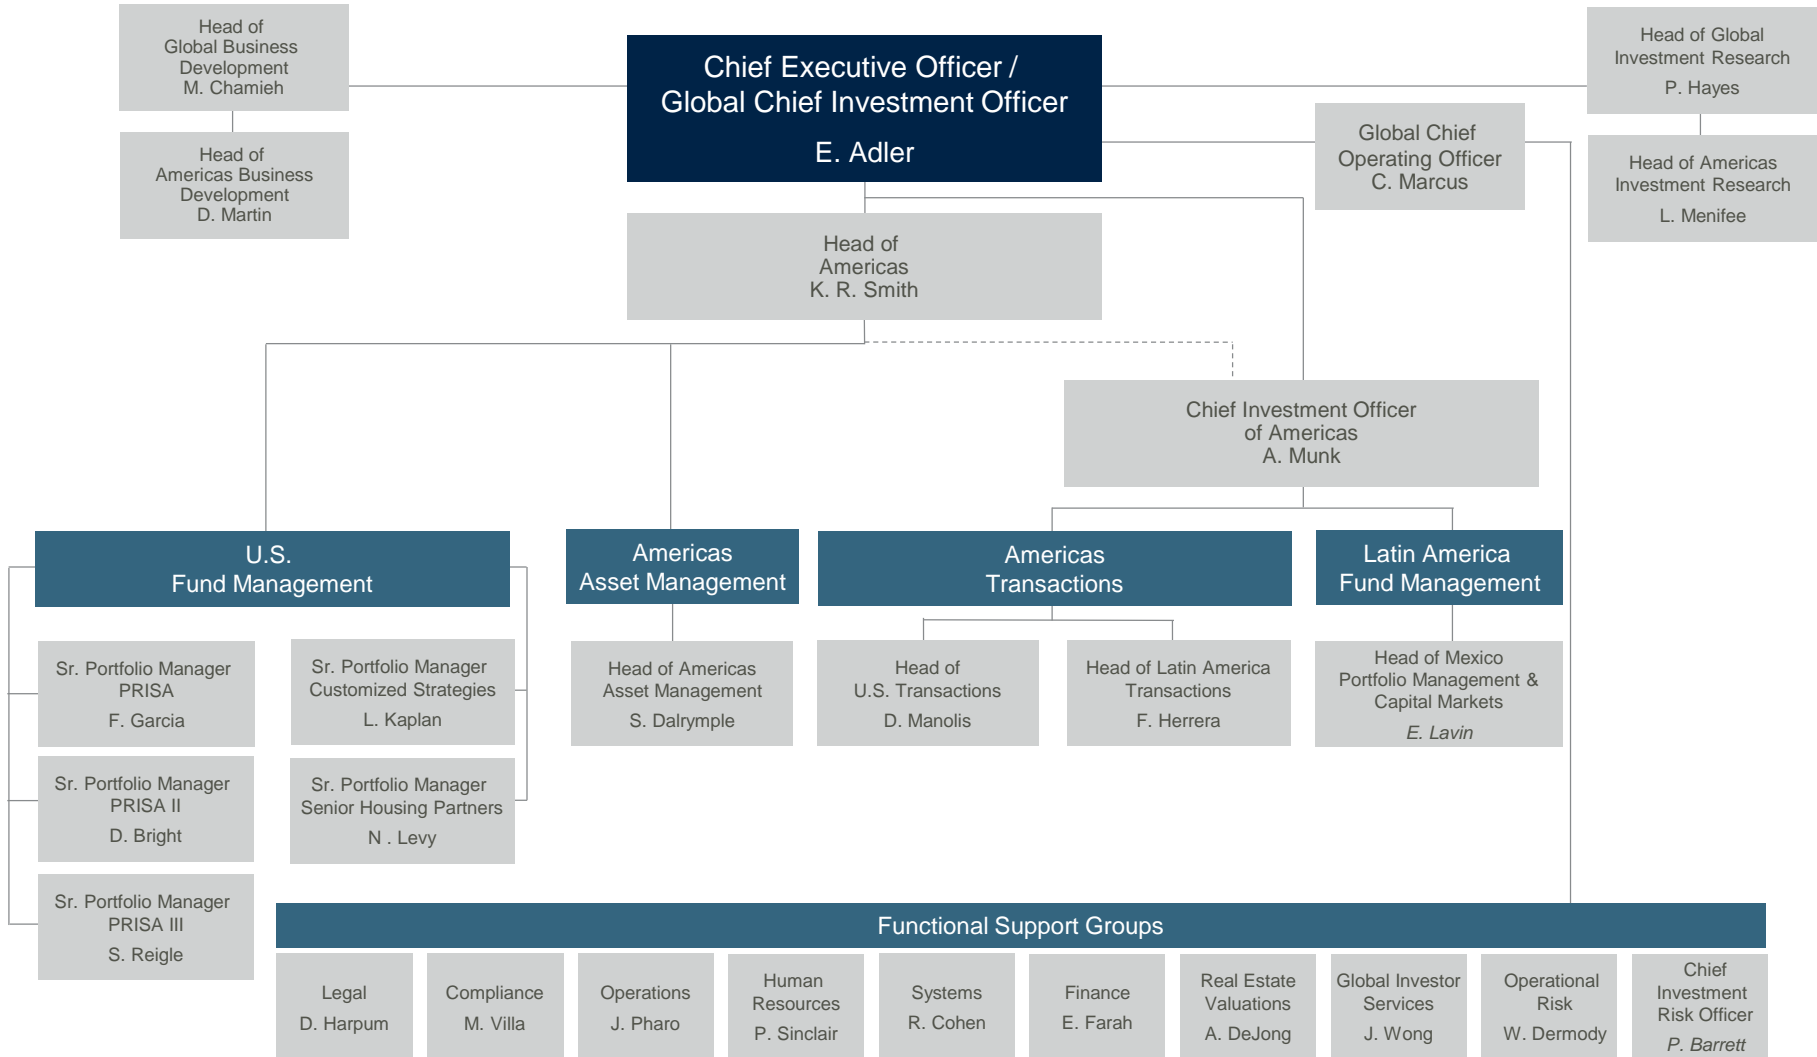 Head of
Global Business
Development
M. Chamieh
Head of
Americas Business
Development
D. Martin
Chief Executive Officer /
Global Chief Investment Officer
E. Adler
Head of Global
Investment Research
P. Hayes
Global Chief
Operating Officer
C. Marcus
Head of Americas
Investment Research
L. Menifee
Head of
Americas
K. R. Smith
Chief Investment Officer
of Americas
A. Munk
U.S.
Fund Management
Americas
Asset Management
Americas
Transactions
Latin America
Fund Management
Sr. Portfolio Manager
PRISA
F. Garcia
Sr. Portfolio Manager
Customized Strategies
L. Kaplan
Head of Americas
Asset Management
S. Dalrymple
Head of
U.S. Transactions
D. Manolis
Head of Latin America
Transactions
F. Herrera
Head of Mexico
Portfolio Management &
Capital Markets
E. Lavin
Sr. Portfolio Manager
PRISA II
D. Bright
Sr. Portfolio Manager
Senior Housing Partners
N . Levy
Sr. Portfolio Manager
PRISA III
S. Reigle
Functional Support Groups
Legal
D. Harpum
Compliance
M. Villa
Operations
J. Pharo
Human
Resources
P. Sinclair
Systems
R. Cohen
Finance
E. Farah
Real Estate
Valuations
A. DeJong
Global Investor
Services
J. Wong
Operational
Risk
W. Dermody
Chief
Investment
Risk Officer
P. Barrett